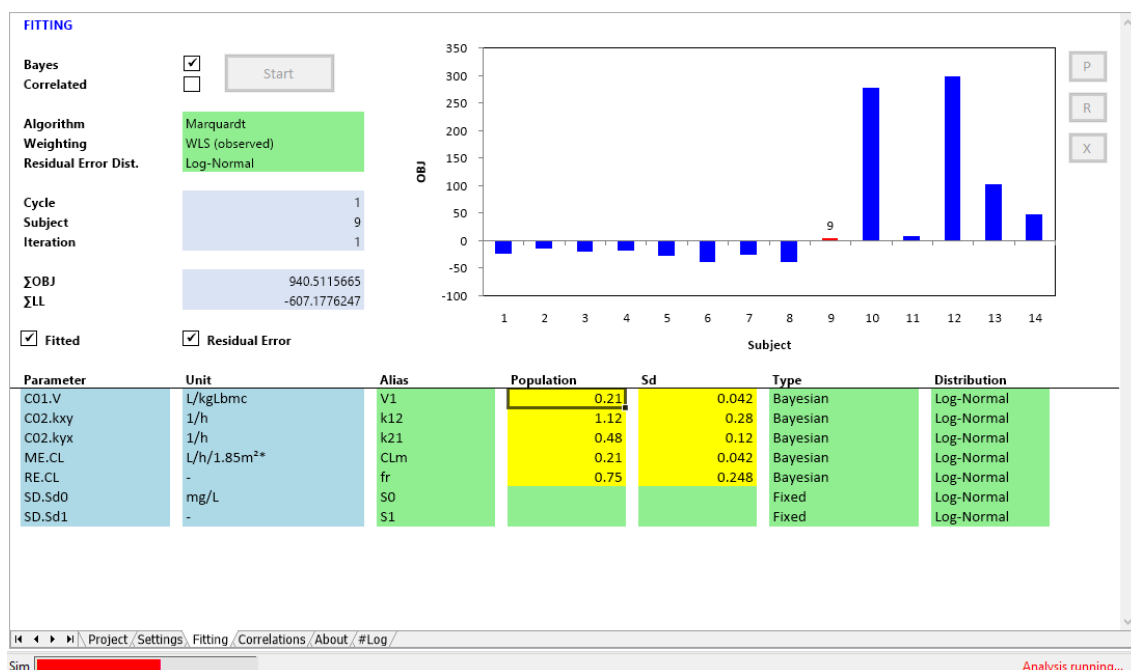 FITTING
Bayes
Correlated
Start
Algorithm Marquardt
Weighting WLS (observed)
Residual Error Dist. Log-Normal
Cycle 1
Subject 9
Iteration 1
∑OBJ 940.5115665
∑LL -607.1776247
Fitted Residual Error
350
300
250
200
150
100
50
0
-50
-100
OBJ
9
1 2 3 4 5 6 7 8 9 10 11 12 13 14
Subject
P
R
X
Parameter Unit Alias Population Sd Type Distribution
C01.V L/kgLbmc V1 0.21 0.042 Bayesian Log-Normal
C02.kxy 1/h k12 1.12 0.28 Bayesian Log-Normal
C02.kyx 1/h k21 0.48 0.12 Bayesian Log-Normal
ME.CL L/h/1.85m²* CLm 0.21 0.042 Bayesian Log-Normal
RE.CL - fr 0.75 0.248 Bayesian Log-Normal
SD.Sd0 mg/L S0 Fixed Log-Normal
SD.Sd1 - S1 Fixed Log-Normal
Project Settings Fitting Correlations About #Log
Sim Analysis running...